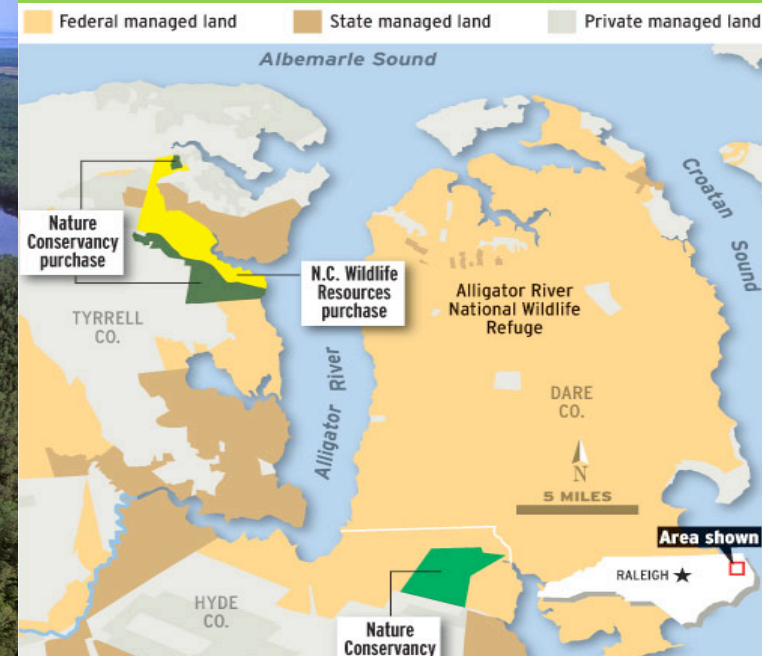 Federal managed land
State managed land
Private managed land
Albemarle Sound
Croatan
Sound
Nature
Conservancy
purchase
N.C. Wildlife
Resources
purchase
Alligator River
National Wildlife
Refuge
TYRRELL
CO.
Alligator River
DARE
CO.
N
5 MILES
Area shown
RALEIGH
HYDE
CO.
Nature
Conservancy